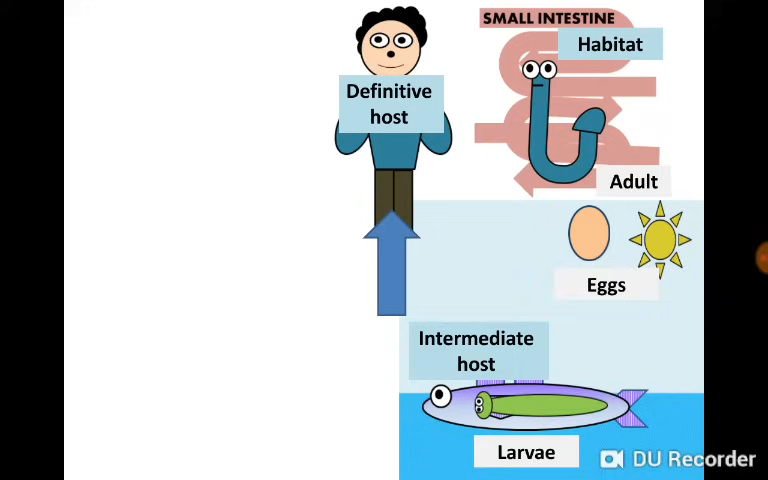 SMALL INTESTINE
Habitat
Definitive
host
Adult
Eggs
Intermediate
host
Larvae
DU Recorder